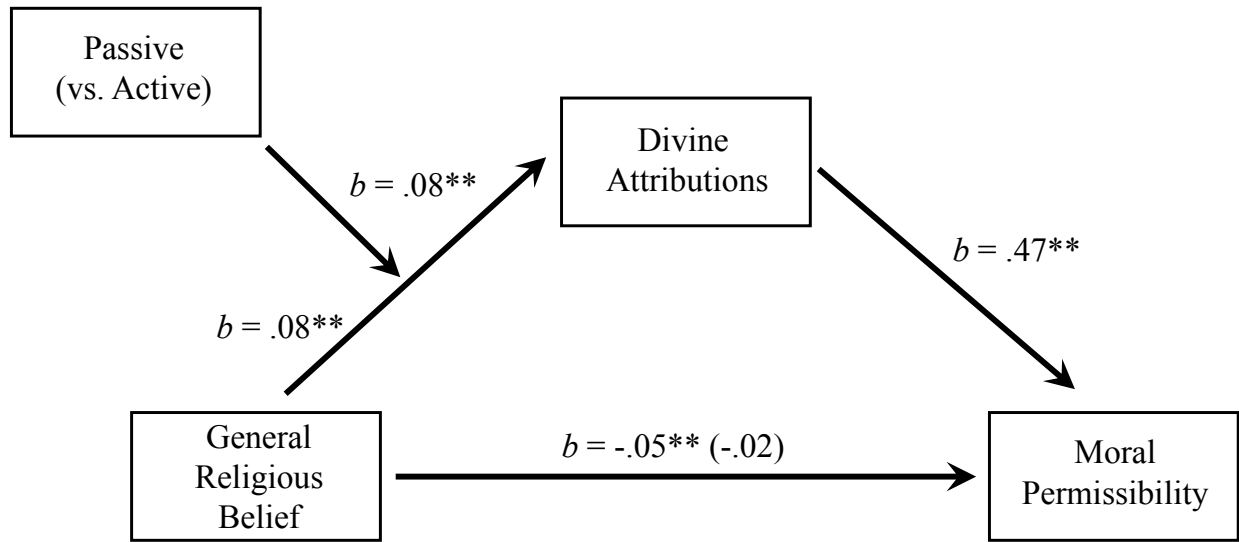 Passive
(vs. Active)
Divine
Attributions
b = .08**
b = .47**
b = .08**
General
Religious
Belief
b = -.05** (-.02)
Moral
Permissibility